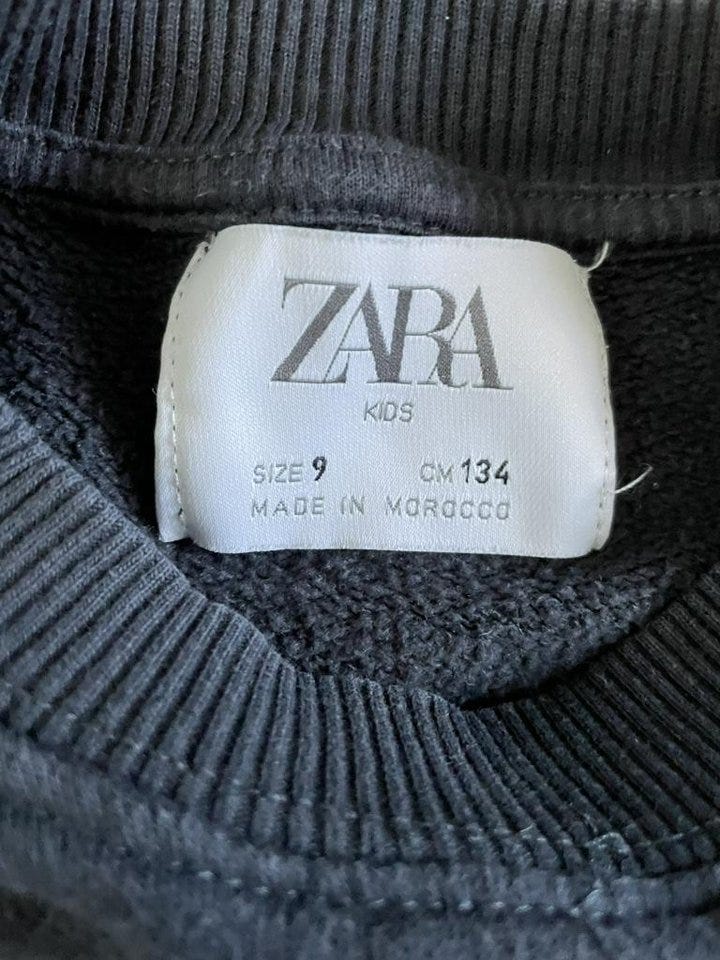 ZARA
KIDS
SIZE 9 CM 134
MADE IN MOROCCO